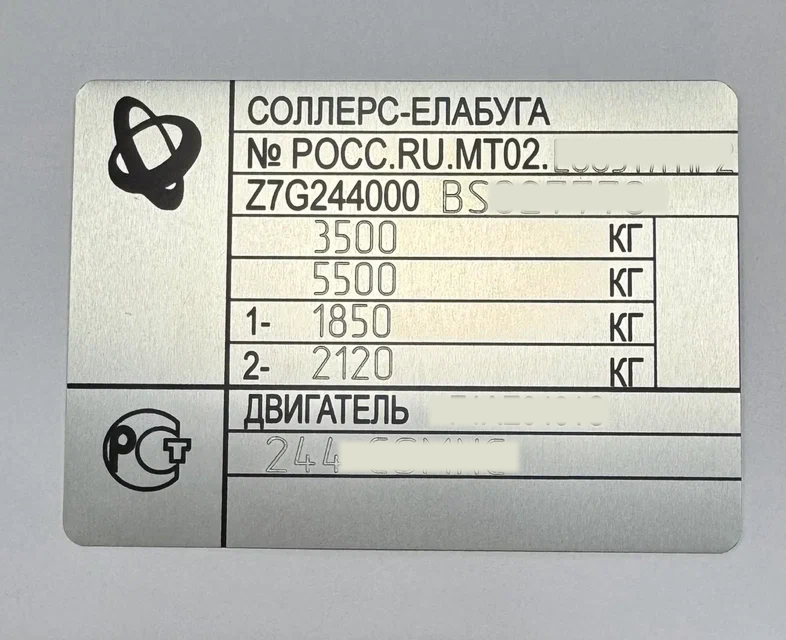 СОЛЛЕРС-ЕЛАБУГА
№ РОСС.RU.МТ02.
Z7G244000 BS
3500 КГ
5500 КГ
1- 1850 КГ
2- 2120 КГ
ДВИГАТЕЛЬ
РСТ
244